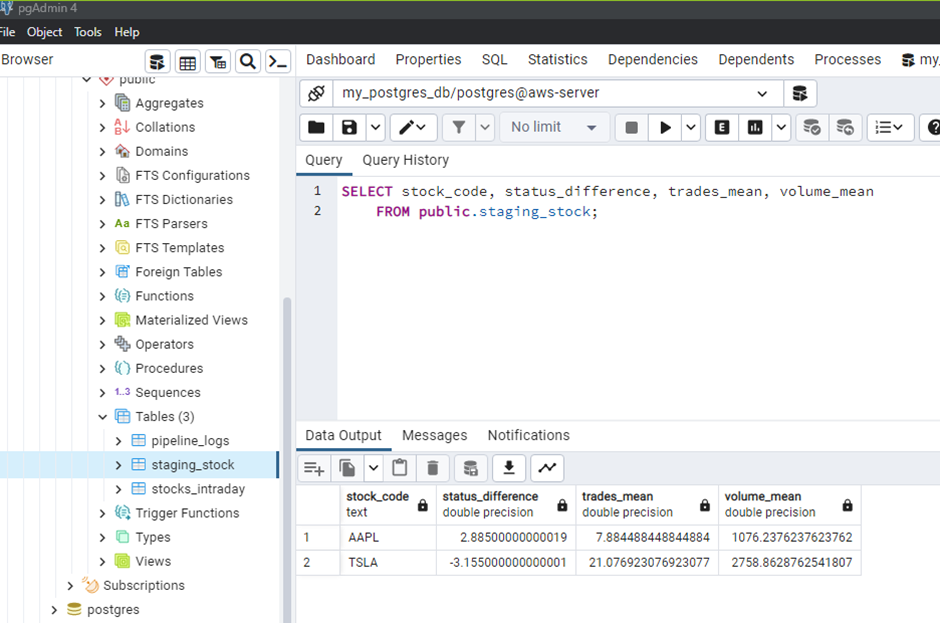 pgAdmin 4
File Object Tools Help
Browser
Dashboard Properties SQL Statistics Dependencies Dependents Processes my_
public
Aggregates
Collations
Domains
FTS Configurations
FTS Dictionaries
Aa FTS Parsers
FTS Templates
Foreign Tables
Functions
Materialized Views
Operators
Procedures
1..3 Sequences
Tables (3)
pipeline_logs
staging_stock
stocks_intraday
Trigger Functions
Types
Views
Subscriptions
postgres
my_postgres_db/postgres@aws-server
No limit E
Query Query History
1 SELECT stock_code, status_difference, trades_mean, volume_mean
2 FROM public.staging_stock;
Data Output Messages Notifications
stock_code status_difference trades_mean volume_mean
text double precision double precision double precision
1 AAPL 2.88500000000019 7.884488448844884 1076.2376237623762
2 TSLA -3.155000000000001 21.076923076923077 2758.8628762541807